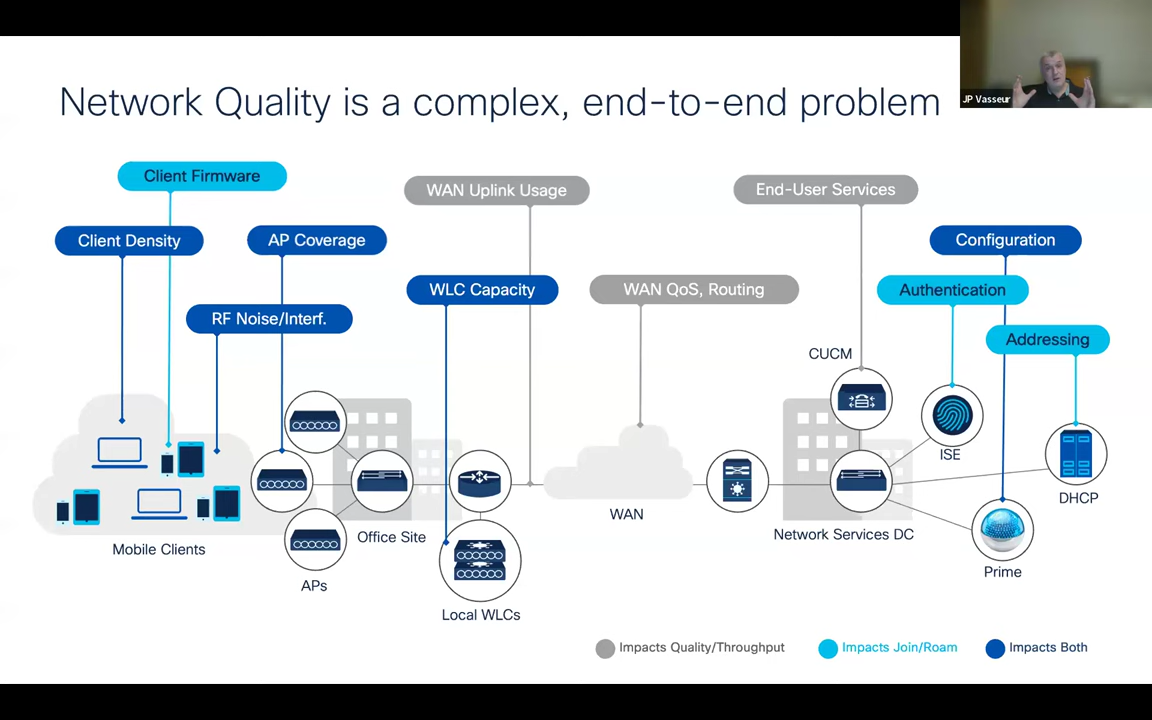 JP Vasseur
Network Quality is a complex, end-to-end problem
Client Firmware
WAN Uplink Usage
End-User Services
Client Density
AP Coverage
Configuration
WLC Capacity
WAN QoS, Routing
Authentication
RF Noise/Interf.
Addressing
CUCM
ISE
DHCP
WAN
Network Services DC
Office Site
Mobile Clients
Prime
APs
Local WLCs
Impacts Quality/Throughput
Impacts Join/Roam
Impacts Both